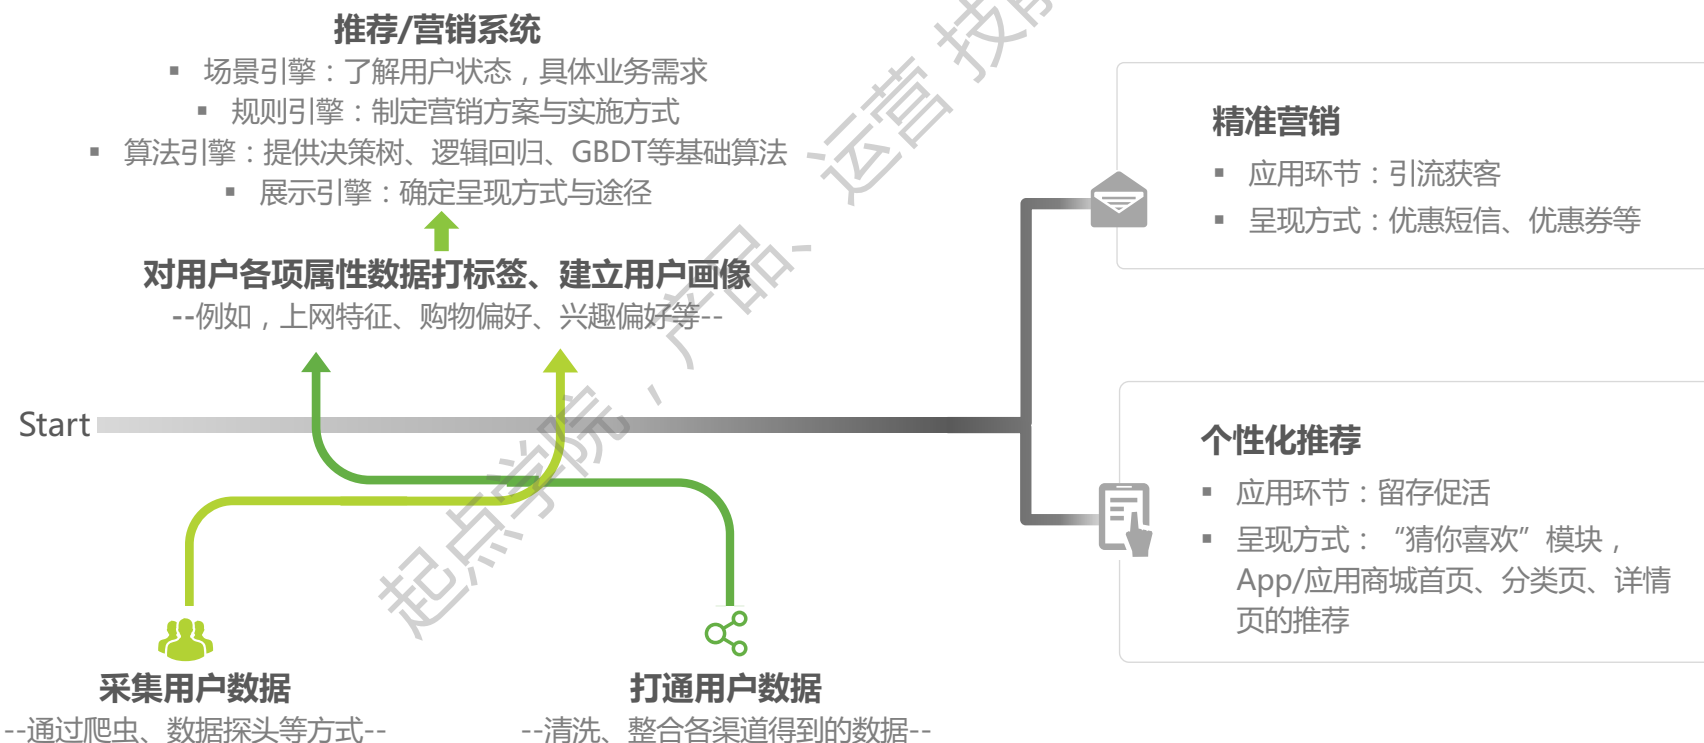 推荐/营销系统
▪ 场景引擎：了解用户状态，具体业务需求
▪ 规则引擎：制定营销方案与实施方式
▪ 算法引擎：提供决策树、逻辑回归、GBDT等基础算法
▪ 展示引擎：确定呈现方式与途径
对用户各项属性数据打标签、建立用户画像
--例如，上网特征、购物偏好、兴趣偏好等--
Start
采集用户数据
--通过爬虫、数据探头等方式--
打通用户数据
--清洗、整合各渠道得到的数据--
精准营销
▪ 应用环节：引流获客
▪ 呈现方式：优惠短信、优惠券等
个性化推荐
▪ 应用环节：留存促活
▪ 呈现方式：“猜你喜欢”模块，
App/应用商城首页、分类页、详情
页的推荐
起点学院，产品、运营技能